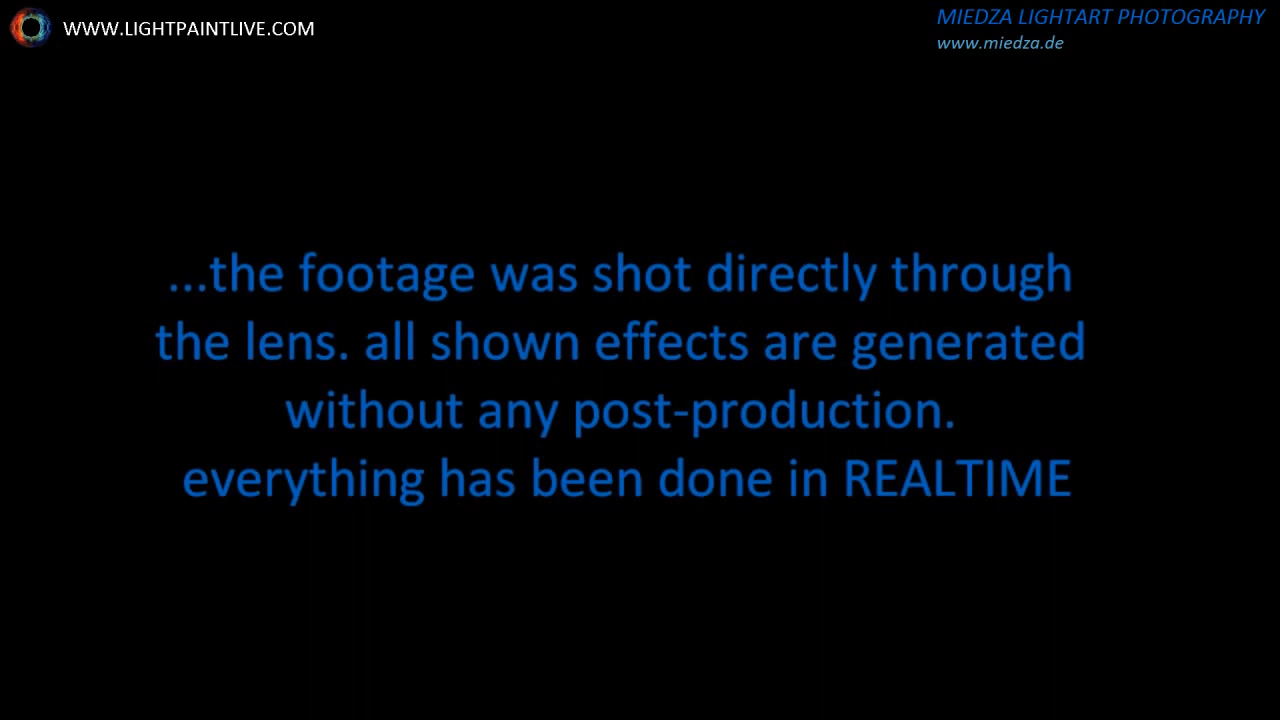 WWW.LIGHTPAINTLIVE.COM
MIEDZA LIGHTART PHOTOGRAPHY
www.miedza.de
...the footage was shot directly through
the lens. all shown effects are generated
without any post-production.
everything has been done in REALTIME